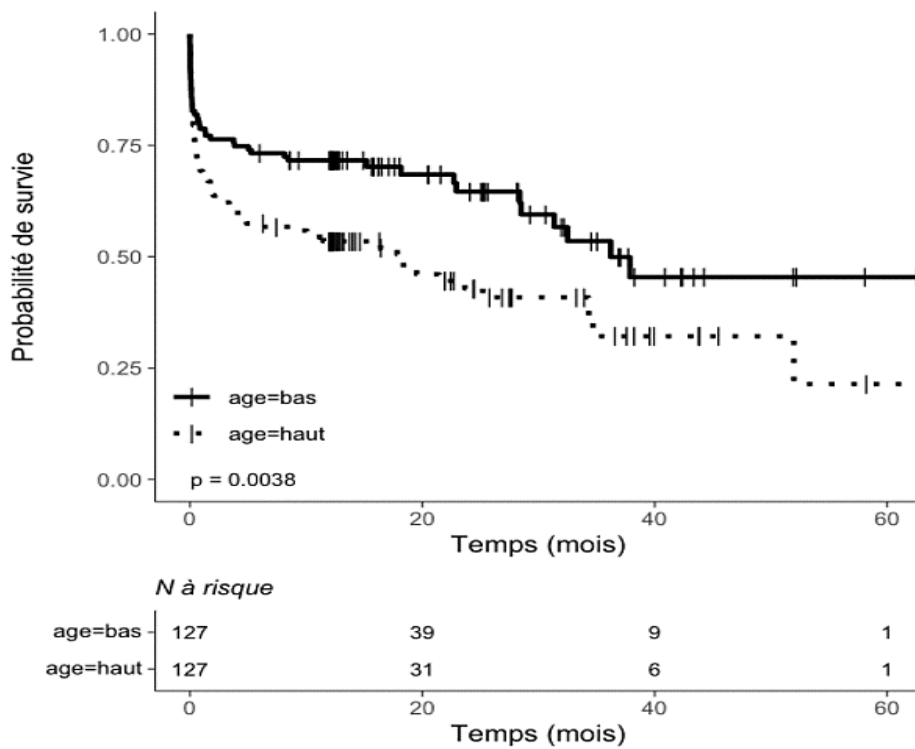 Probabilité de survie
1.00
0.75
0.50
0.25
0.00
age=bas
age=haut
p = 0.0038
0 20 40 60
Temps (mois)
N à risque
age=bas 127 39 9 1
age=haut 127 31 6 1
0 20 40 60
Temps (mois)